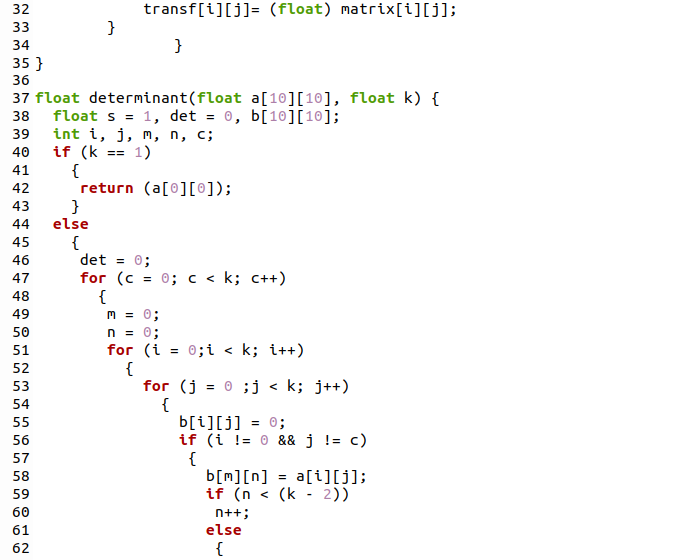 32 transf[i][j]= (float) matrix[i][j];
33 }
34 }
35 }
36
37 float determinant(float a[10][10], float k) {
38 float s = 1, det = 0, b[10][10];
39 int i, j, m, n, c;
40 if (k == 1)
41 {
42 return (a[0][0]);
43 }
44 else
45 {
46 det = 0;
47 for (c = 0; c < k; c++)
48 {
49 m = 0;
50 n = 0;
51 for (i = 0;i < k; i++)
52 {
53 for (j = 0 ;j < k; j++)
54 {
55 b[i][j] = 0;
56 if (i != 0 && j != c)
57 {
58 b[m][n] = a[i][j];
59 if (n < (k - 2))
60 n++;
61 else
62 {